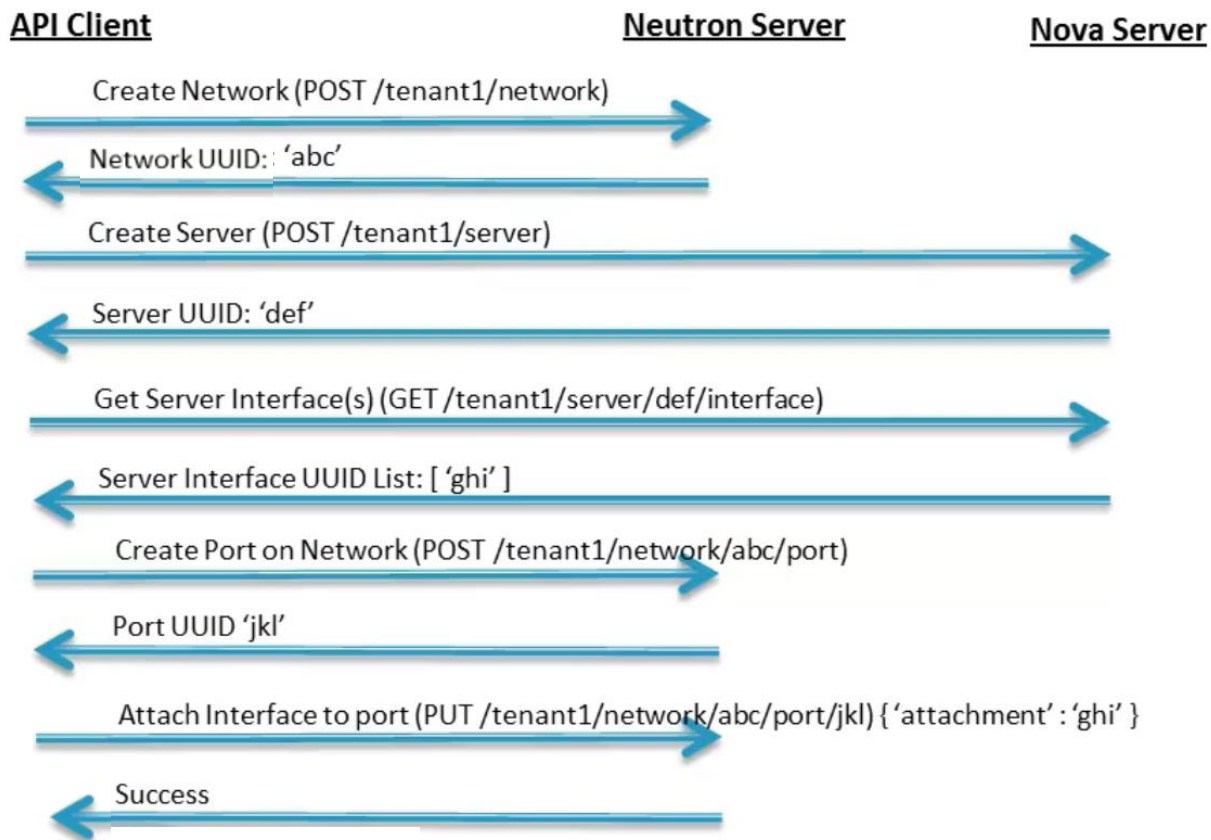 API Client Neutron Server Nova Server
Create Network (POST /tenant1/network)
Network UUID: 'abc'
Create Server (POST /tenant1/server)
Server UUID: ‘def’
Get Server Interface(s) (GET /tenant1/server/def/interface)
Server Interface UUID List: [ ‘ghi’ ]
Create Port on Network (POST /tenant1/network/abc/port)
Port UUID ‘jkl’
Attach Interface to port (PUT /tenant1/network/abc/port/jkl) { ‘attachment’ : ‘ghi’ }
Success